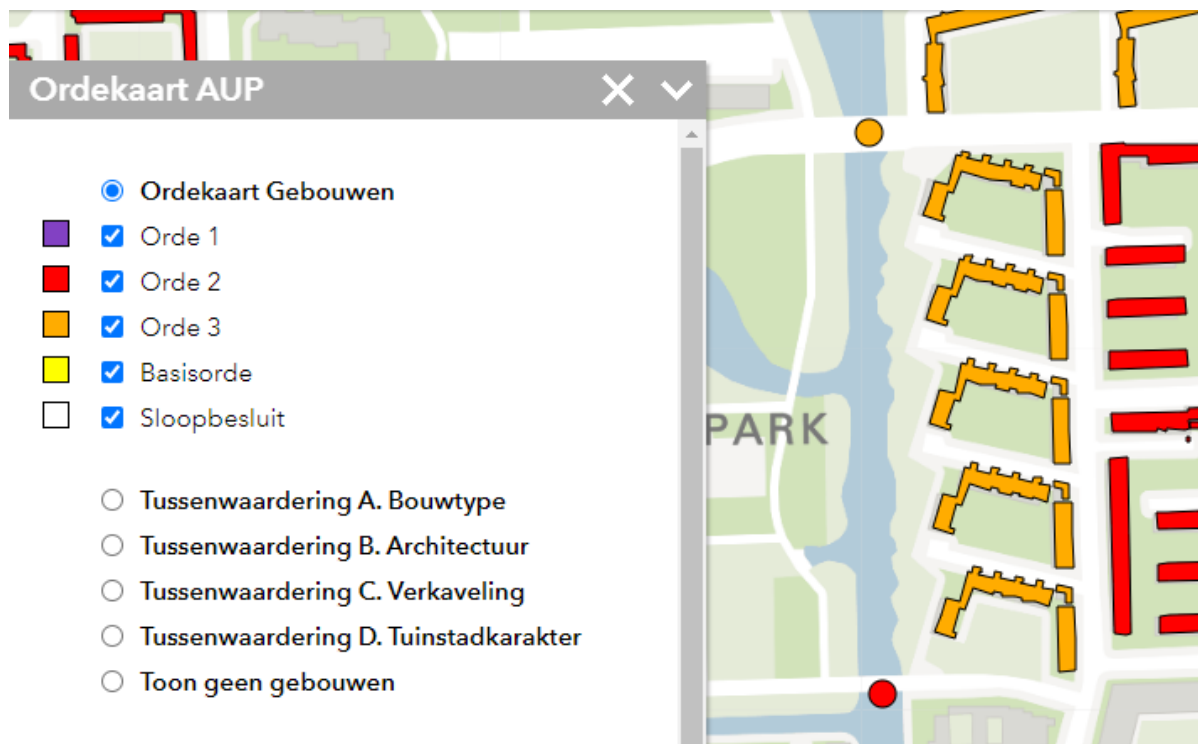 Ordekaart AUP
Ordekaart Gebouwen
Orde 1
Orde 2
Orde 3
Basisorde
Sloopbesluit
PARK
Tussenwaardering A. Bouwtype
Tussenwaardering B. Architectuur
Tussenwaardering C. Verkaveling
Tussenwaardering D. Tuinstadkarakter
Toon geen gebouwen